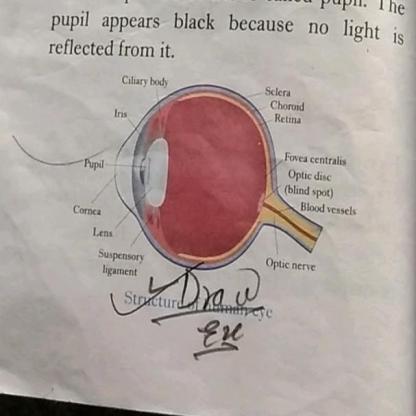 pupil. The
pupil appears black because no light is
reflected from it.
Ciliary body
Sclera
Choroid
Retina
Iris
Pupil
Fovea centralis
Optic disc
(blind spot)
Blood vessels
Cornea
Lens
Suspensory
ligament
Optic nerve
Structure of human eye
Draw